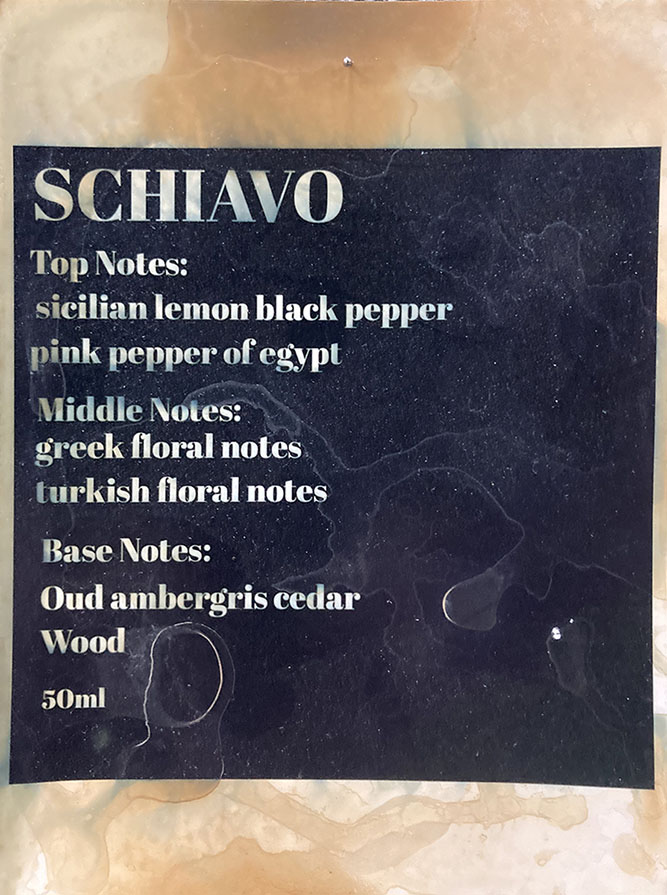 SCHIAVO
Top Notes:
sicilian lemon black pepper
pink pepper of egypt
Middle Notes:
greek floral notes
turkish floral notes
Base Notes:
Oud ambergris cedar
Wood
50ml